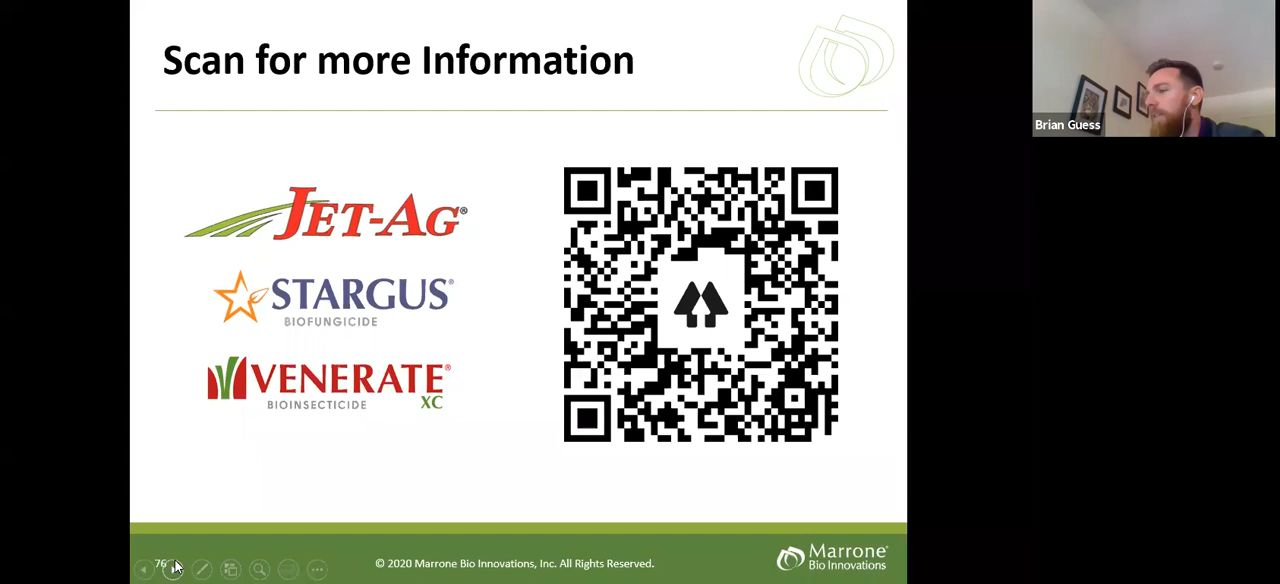 Scan for more Information
Brian Guess
JET-AG®
STARGUS®
BIOFUNGICIDE
VENERATE®
BIOINSECTICIDE XC
76
© 2020 Marrone Bio Innovations, Inc. All Rights Reserved.
Marrone®
Bio Innovations